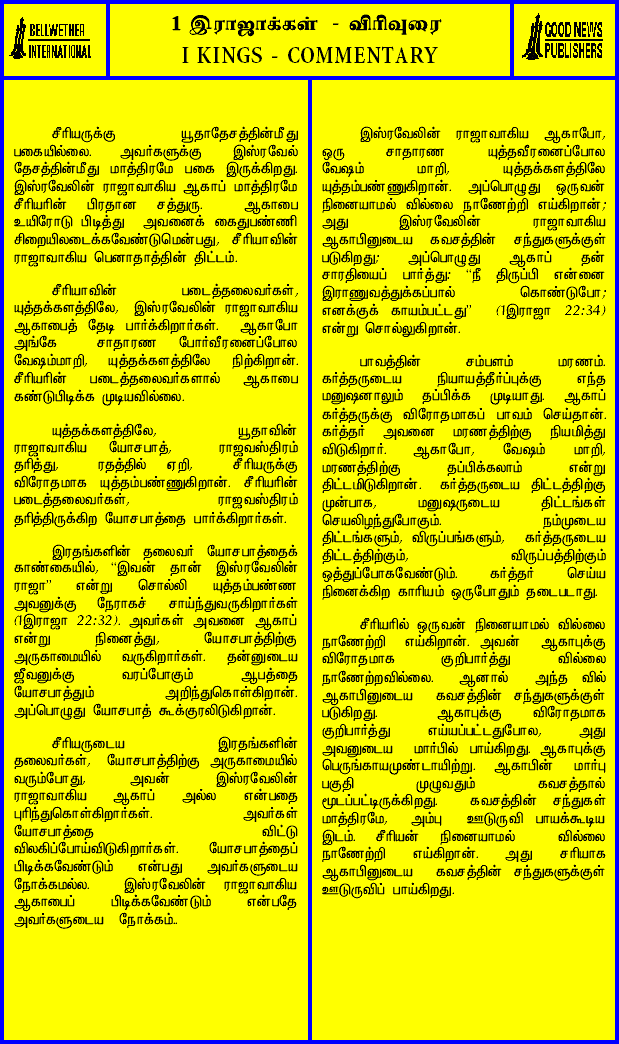 BELLWETHER
INTERNATIONAL
1 இராஜாக்கள் - விரிவுரை
I KINGS - COMMENTARY
GOOD NEWS
PUBLISHERS
சீரியருக்கு யூதாதேசத்தின்மீது
பகையில்லை. அவர்களுக்கு இஸ்ரவேல்
தேசத்தின்மீது மாத்திரமே பகை இருக்கிறது.
இஸ்ரவேலின் ராஜாவாகிய ஆகாப் மாத்திரமே
சீரியரின் பிரதான சத்துரு. ஆகாபை
உயிரோடு பிடித்து அவனைக் கைதுபண்ணி
சிறையிலடைக்கவேண்டுமென்பது, சீரியாவின்
ராஜாவாகிய பெனாதாத்தின் திட்டம்.
சீரியாவின் படைத்தலைவர்கள்,
யுத்தக்களத்திலே, இஸ்ரவேலின் ராஜாவாகிய
ஆகாபைத் தேடி பார்க்கிறார்கள். ஆகாபோ
அங்கே சாதாரண போர்வீரனைப்போல
வேஷம்மாறி, யுத்தக்களத்திலே நிற்கிறான்.
சீரியரின் படைத்தலைவர்களால் ஆகாபை
கண்டுபிடிக்க முடியவில்லை.
யுத்தக்களத்திலே, யூதாவின்
ராஜாவாகிய யோசபாத், ராஜவஸ்திரம்
தரித்து, ரதத்தில் ஏறி, சீரியருக்கு
விரோதமாக யுத்தம்பண்ணுகிறான். சீரியரின்
படைத்தலைவர்கள், ராஜவஸ்திரம்
தரித்திருக்கிற யோசபாத்தை பார்க்கிறார்கள்.
இரதங்களின் தலைவர் யோசபாத்தைக்
காண்கையில், "இவன் தான் இஸ்ரவேலின்
ராஜா" என்று சொல்லி யுத்தம்பண்ண
அவனுக்கு நேராகச் சாய்ந்துவருகிறார்கள்
(1இராஜா 22:32). அவர்கள் அவனை ஆகாப்
என்று நினைத்து, யோசபாத்திற்கு
அருகாமையில் வருகிறார்கள். தன்னுடைய
ஜீவனுக்கு வரப்போகும் ஆபத்தை
யோசபாத்தும் அறிந்துகொள்கிறான்.
அப்பொழுது யோசபாத் கூக்குரலிடுகிறான்.
சீரியருடைய இரதங்களின்
தலைவர்கள், யோசபாத்திற்கு அருகாமையில்
வரும்போது, அவன் இஸ்ரவேலின்
ராஜாவாகிய ஆகாப் அல்ல என்பதை
புரிந்துகொள்கிறார்கள். அவர்கள்
யோசபாத்தை விட்டு
விலகிப்போய்விடுகிறார்கள். யோசபாத்தைப்
பிடிக்கவேண்டும் என்பது அவர்களுடைய
நோக்கமல்ல. இஸ்ரவேலின் ராஜாவாகிய
ஆகாபைப் பிடிக்கவேண்டும் என்பதே
அவர்களுடைய நோக்கம்..
இஸ்ரவேலின் ராஜாவாகிய ஆகாபோ,
ஒரு சாதாரண யுத்தவீரனைப்போல
வேஷம் மாறி, யுத்தக்களத்திலே
யுத்தம்பண்ணுகிறான். அப்பொழுது ஒருவன்
நினையாமல் வில்லை நாணேற்றி எய்கிறான்;
அது இஸ்ரவேலின் ராஜாவாகிய
ஆகாபினுடைய கவசத்தின் சந்துகளுக்குள்
படுகிறது; அப்பொழுது ஆகாப் தன்
சாரதியைப் பார்த்து: "நீ திருப்பி என்னை
இராணுவத்துக்கப்பால் கொண்டுபோ;
எனக்குக் காயம்பட்டது" (1இராஜா 22:34)
என்று சொல்லுகிறான்.
பாவத்தின் சம்பளம் மரணம்.
கர்த்தருடைய நியாயத்தீர்ப்புக்கு எந்த
மனுஷனாலும் தப்பிக்க முடியாது. ஆகாப்
கர்த்தருக்கு விரோதமாகப் பாவம் செய்தான்.
கர்த்தர் அவனை மரணத்திற்கு நியமித்து
விடுகிறார். ஆகாபோ, வேஷம் மாறி,
மரணத்திற்கு தப்பிக்கலாம் என்று
திட்டமிடுகிறான். கர்த்தருடைய திட்டத்திற்கு
முன்பாக, மனுஷருடைய திட்டங்கள்
செயலிழந்துபோகும். நம்முடைய
திட்டங்களும், விருப்பங்களும், கர்த்தருடைய
திட்டத்திற்கும், விருப்பத்திற்கும்
ஒத்துப்போகவேண்டும். கர்த்தர் செய்ய
நினைக்கிற காரியம் ஒருபோதும் தடைபடாது.
சீரியரில் ஒருவன் நினையாமல் வில்லை
நாணேற்றி எய்கிறான். அவன் ஆகாபுக்கு
விரோதமாக குறிபார்த்து வில்லை
நாணேற்றவில்லை. ஆனால் அந்த வில்
ஆகாபினுடைய கவசத்தின் சந்துகளுக்குள்
படுகிறது. ஆகாபுக்கு விரோதமாக
குறிபார்த்து எய்யப்பட்டதுபோல, அது
அவனுடைய மார்பில் பாய்கிறது. ஆகாபுக்கு
பெருங்காயமுண்டாயிற்று. ஆகாபின் மார்பு
பகுதி முழுவதும் கவசத்தால்
மூடப்பட்டிருக்கிறது. கவசத்தின் சந்துகள்
மாத்திரமே, அம்பு ஊடுருவி பாயக்கூடிய
இடம். சீரியன் நினையாமல் வில்லை
நாணேற்றி எய்கிறான். அது சரியாக
ஆகாபினுடைய கவசத்தின் சந்துகளுக்குள்
ஊடுருவிப் பாய்கிறது.